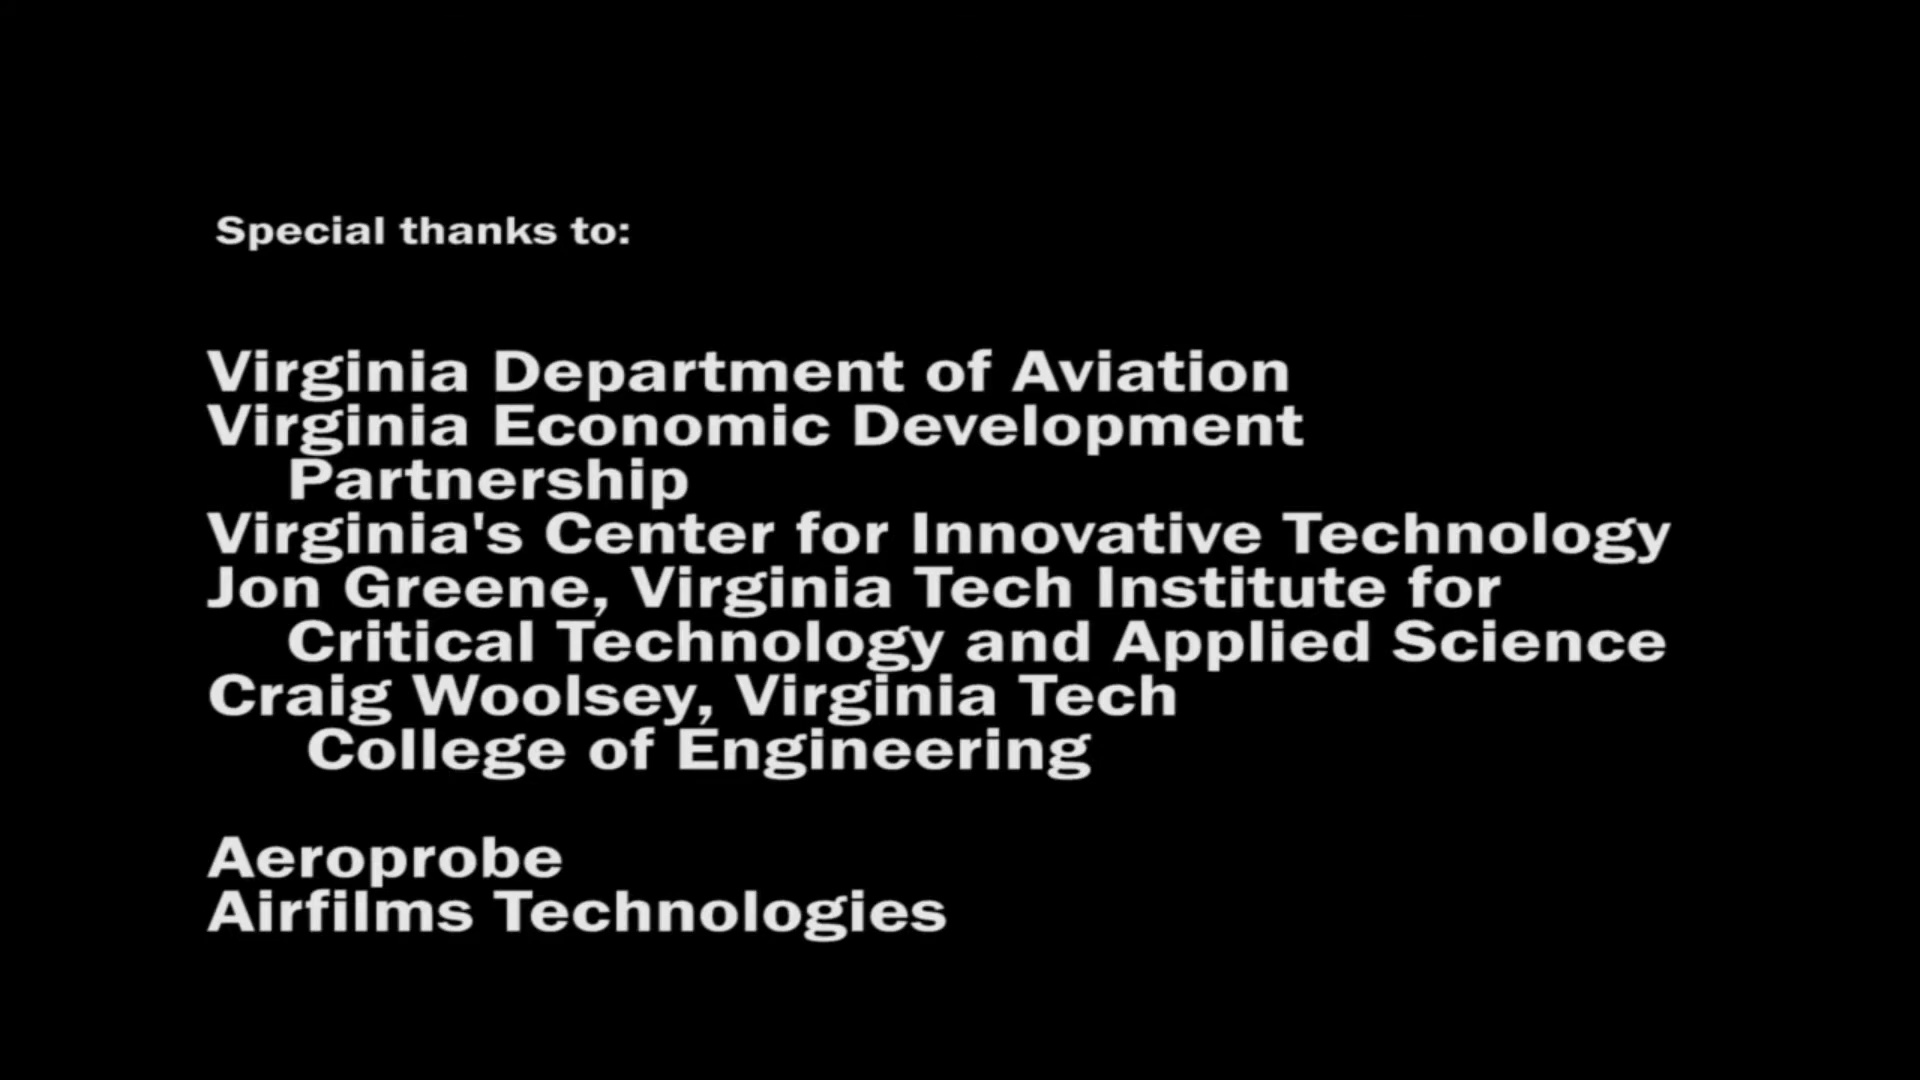 Special thanks to:
Virginia Department of Aviation
Virginia Economic Development
Partnership
Virginia's Center for Innovative Technology
Jon Greene, Virginia Tech Institute for
Critical Technology and Applied Science
Craig Woolsey, Virginia Tech
College of Engineering
Aeroprobe
Airfilms Technologies